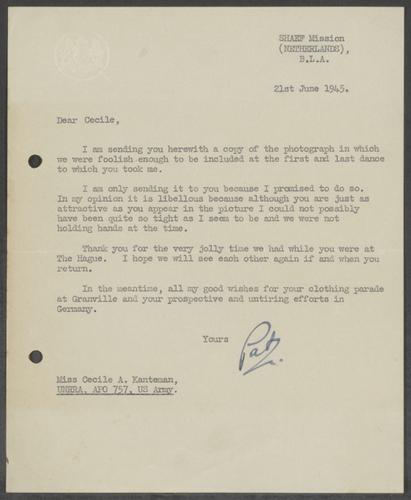 SHAEF Mission
(NETHERLANDS),
B.L.A.
21st June 1945.
Dear Cecile,
I am sending you herewith a copy of the photograph in which
we were foolish enough to be included at the first and last dance
to which you took me.
I am only sending it to you because I promised to do so.
In my opinion it is libellous because although you are just as
attractive as you appear in the picture I could not possibly
have been quite so tight as I seem to be and we were not
holding hands at the time.
Thank you for the very jolly time we had while you were at
The Hague. I hope we will see each other again if and when you
return.
In the meantime, all my good wishes for your clothing parade
at Granville and your prospective and untiring efforts in
Germany.
Yours
Pat
Miss Cecile A. Kanteman,
UNRRA, APO 757, US Army.